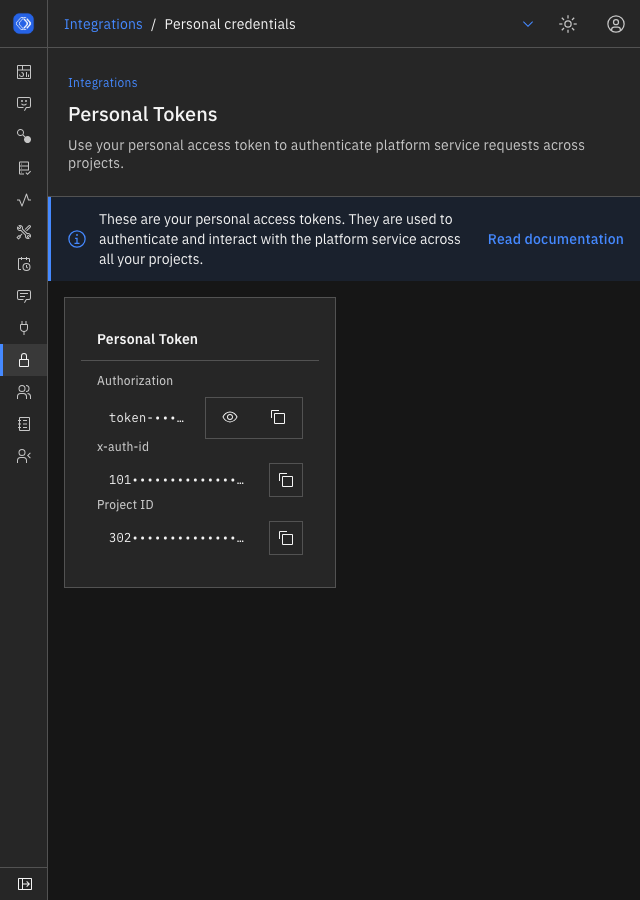 Integrations / Personal credentials
Integrations
Personal Tokens
Use your personal access token to authenticate platform service requests across
projects.
These are your personal access tokens. They are used to
authenticate and interact with the platform service across
all your projects.
Read documentation
Personal Token
Authorization
token-•••…
x-auth-id
101••••••••••••••…
Project ID
302••••••••••••••…